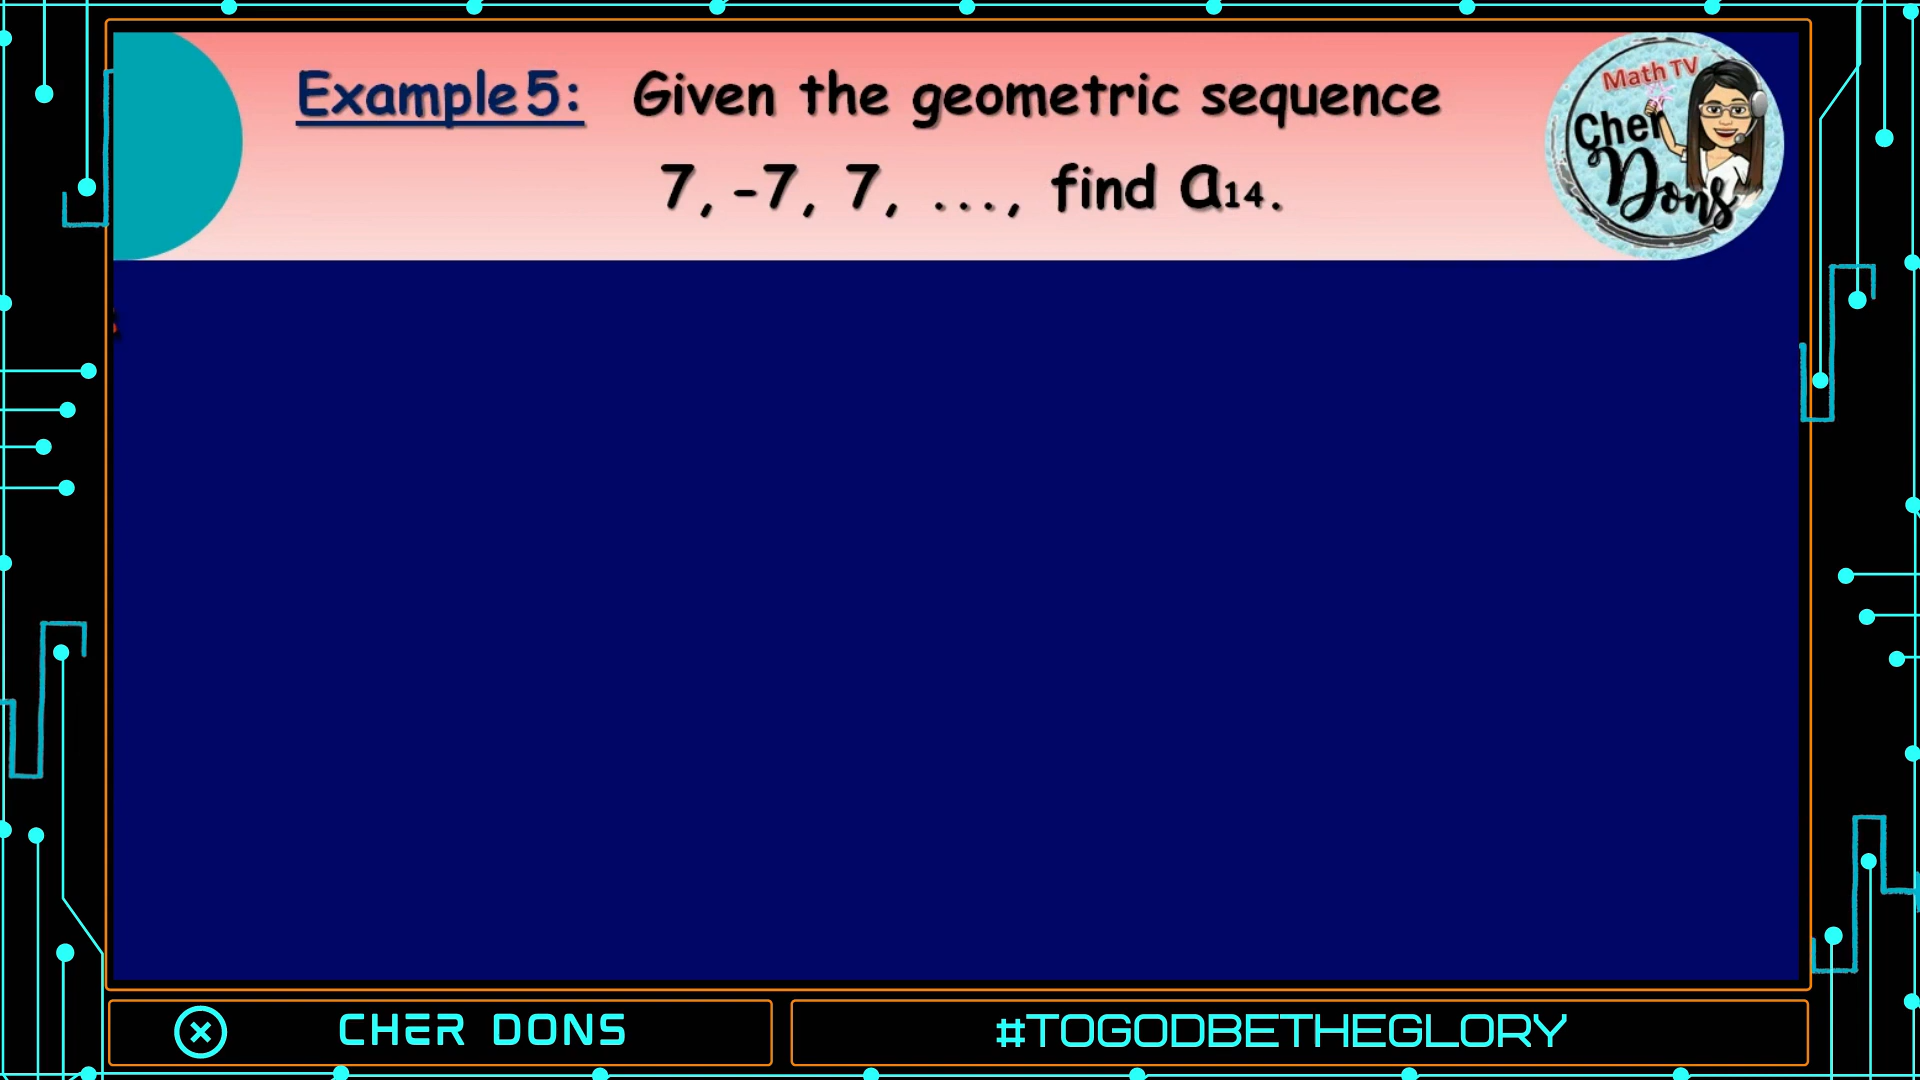 Example 5: Given the geometric sequence
7, -7, 7, ..., find a14.
Math TV
Cher
Dons
CHER DONS
#TOGODBETHEGLORY